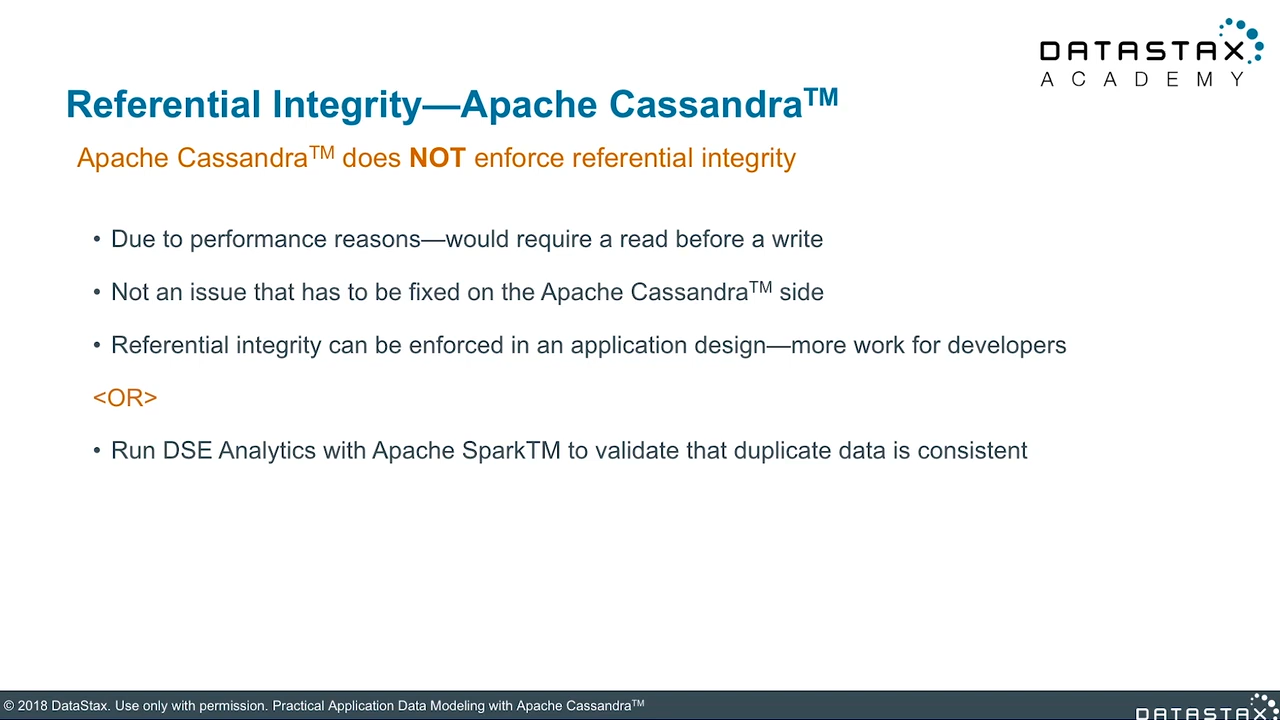 DATASTAX
ACADEMY
Referential Integrity—Apache Cassandra™
Apache Cassandra™ does NOT enforce referential integrity
• Due to performance reasons—would require a read before a write
• Not an issue that has to be fixed on the Apache Cassandra™ side
• Referential integrity can be enforced in an application design—more work for developers
<OR>
• Run DSE Analytics with Apache SparkTM to validate that duplicate data is consistent
© 2018 DataStax. Use only with permission. Practical Application Data Modeling with Apache Cassandra™
DATASTAX